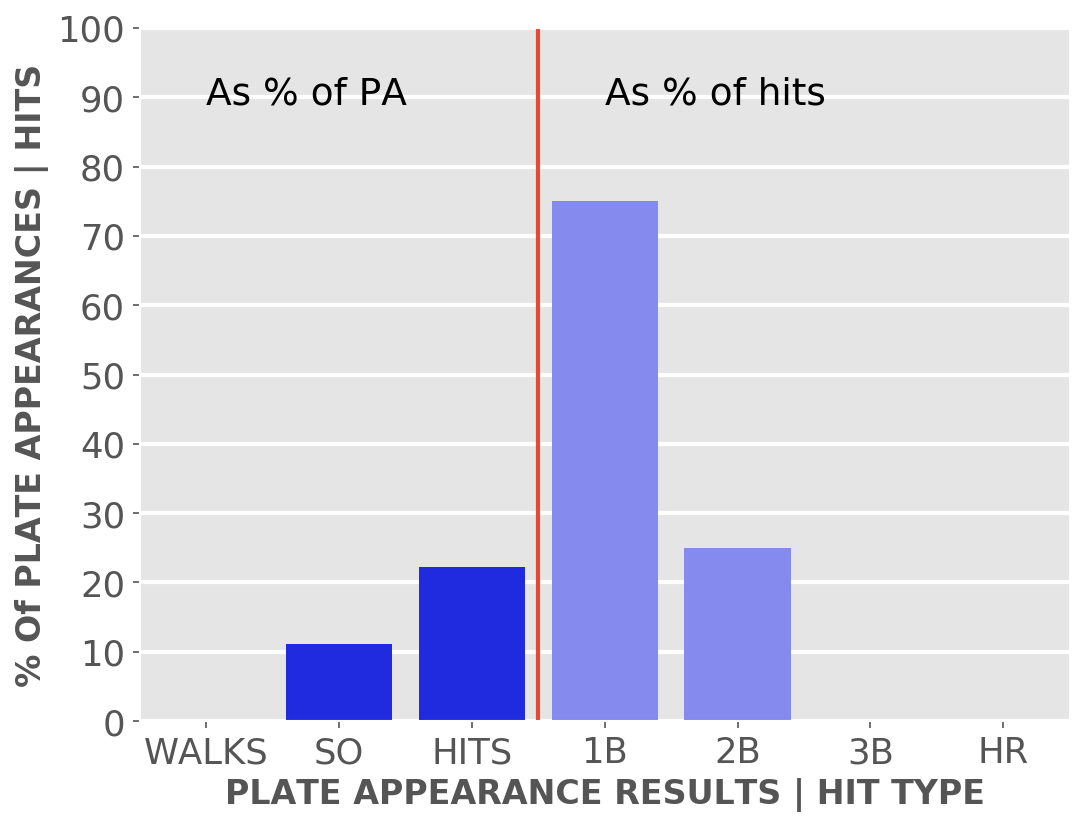 100
90
80
70
60
50
40
30
20
10
0
% Of PLATE APPEARANCES | HITS
As % of PA
As % of hits
WALKS SO HITS 1B 2B 3B HR
PLATE APPEARANCE RESULTS | HIT TYPE